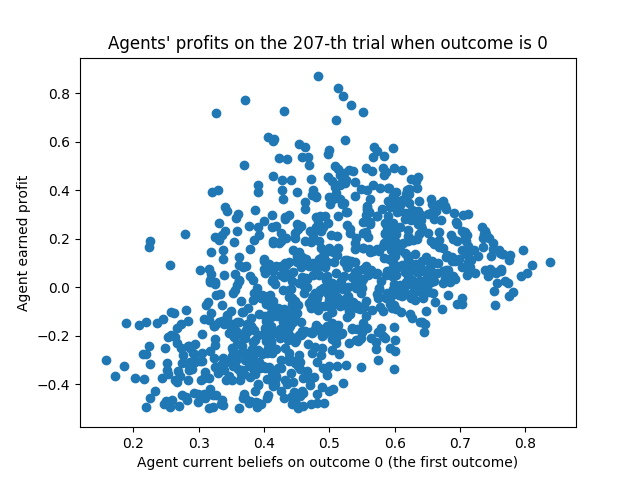 Agents' profits on the 207-th trial when outcome is 0
0.8
0.6
0.4
0.2
0.0
−0.2
−0.4
Agent earned profit
0.2 0.3 0.4 0.5 0.6 0.7 0.8
Agent current beliefs on outcome 0 (the first outcome)